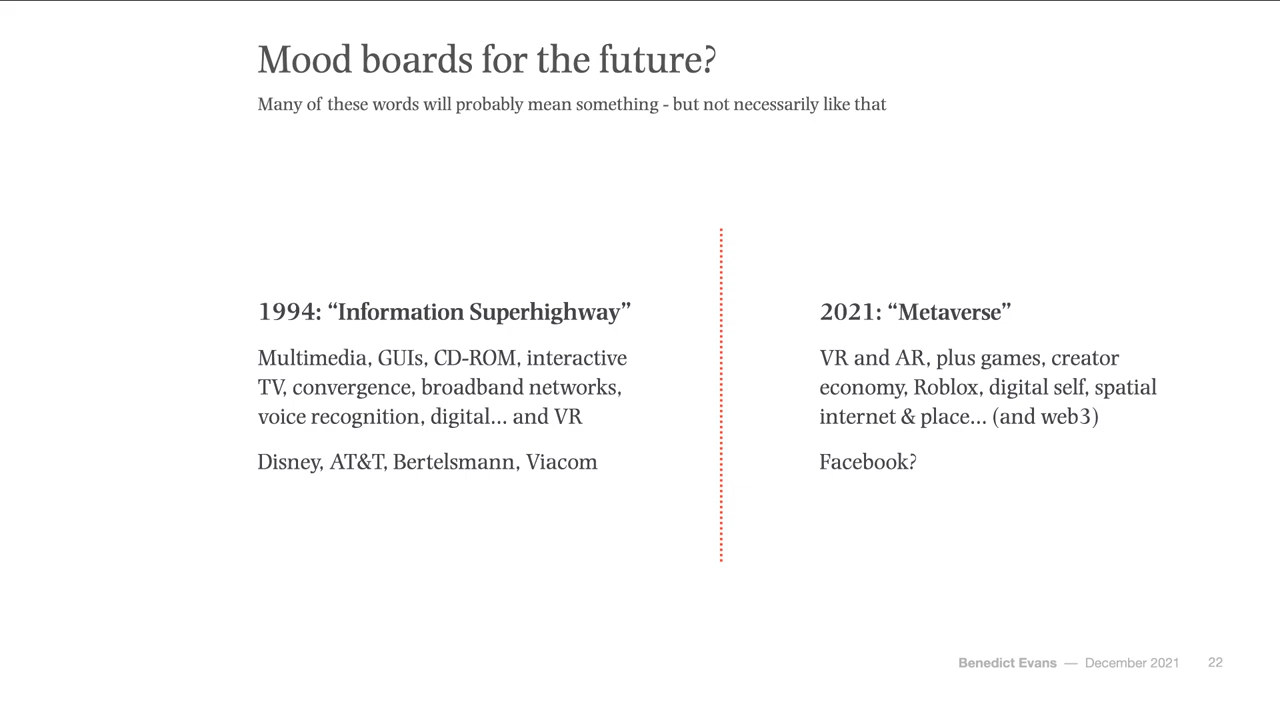 Mood boards for the future?
Many of these words will probably mean something - but not necessarily like that
1994: “Information Superhighway”
Multimedia, GUIs, CD-ROM, interactive
TV, convergence, broadband networks,
voice recognition, digital... and VR
Disney, AT&T, Bertelsmann, Viacom
2021: “Metaverse”
VR and AR, plus games, creator
economy, Roblox, digital self, spatial
internet & place... (and web3)
Facebook?
Benedict Evans — December 2021 22